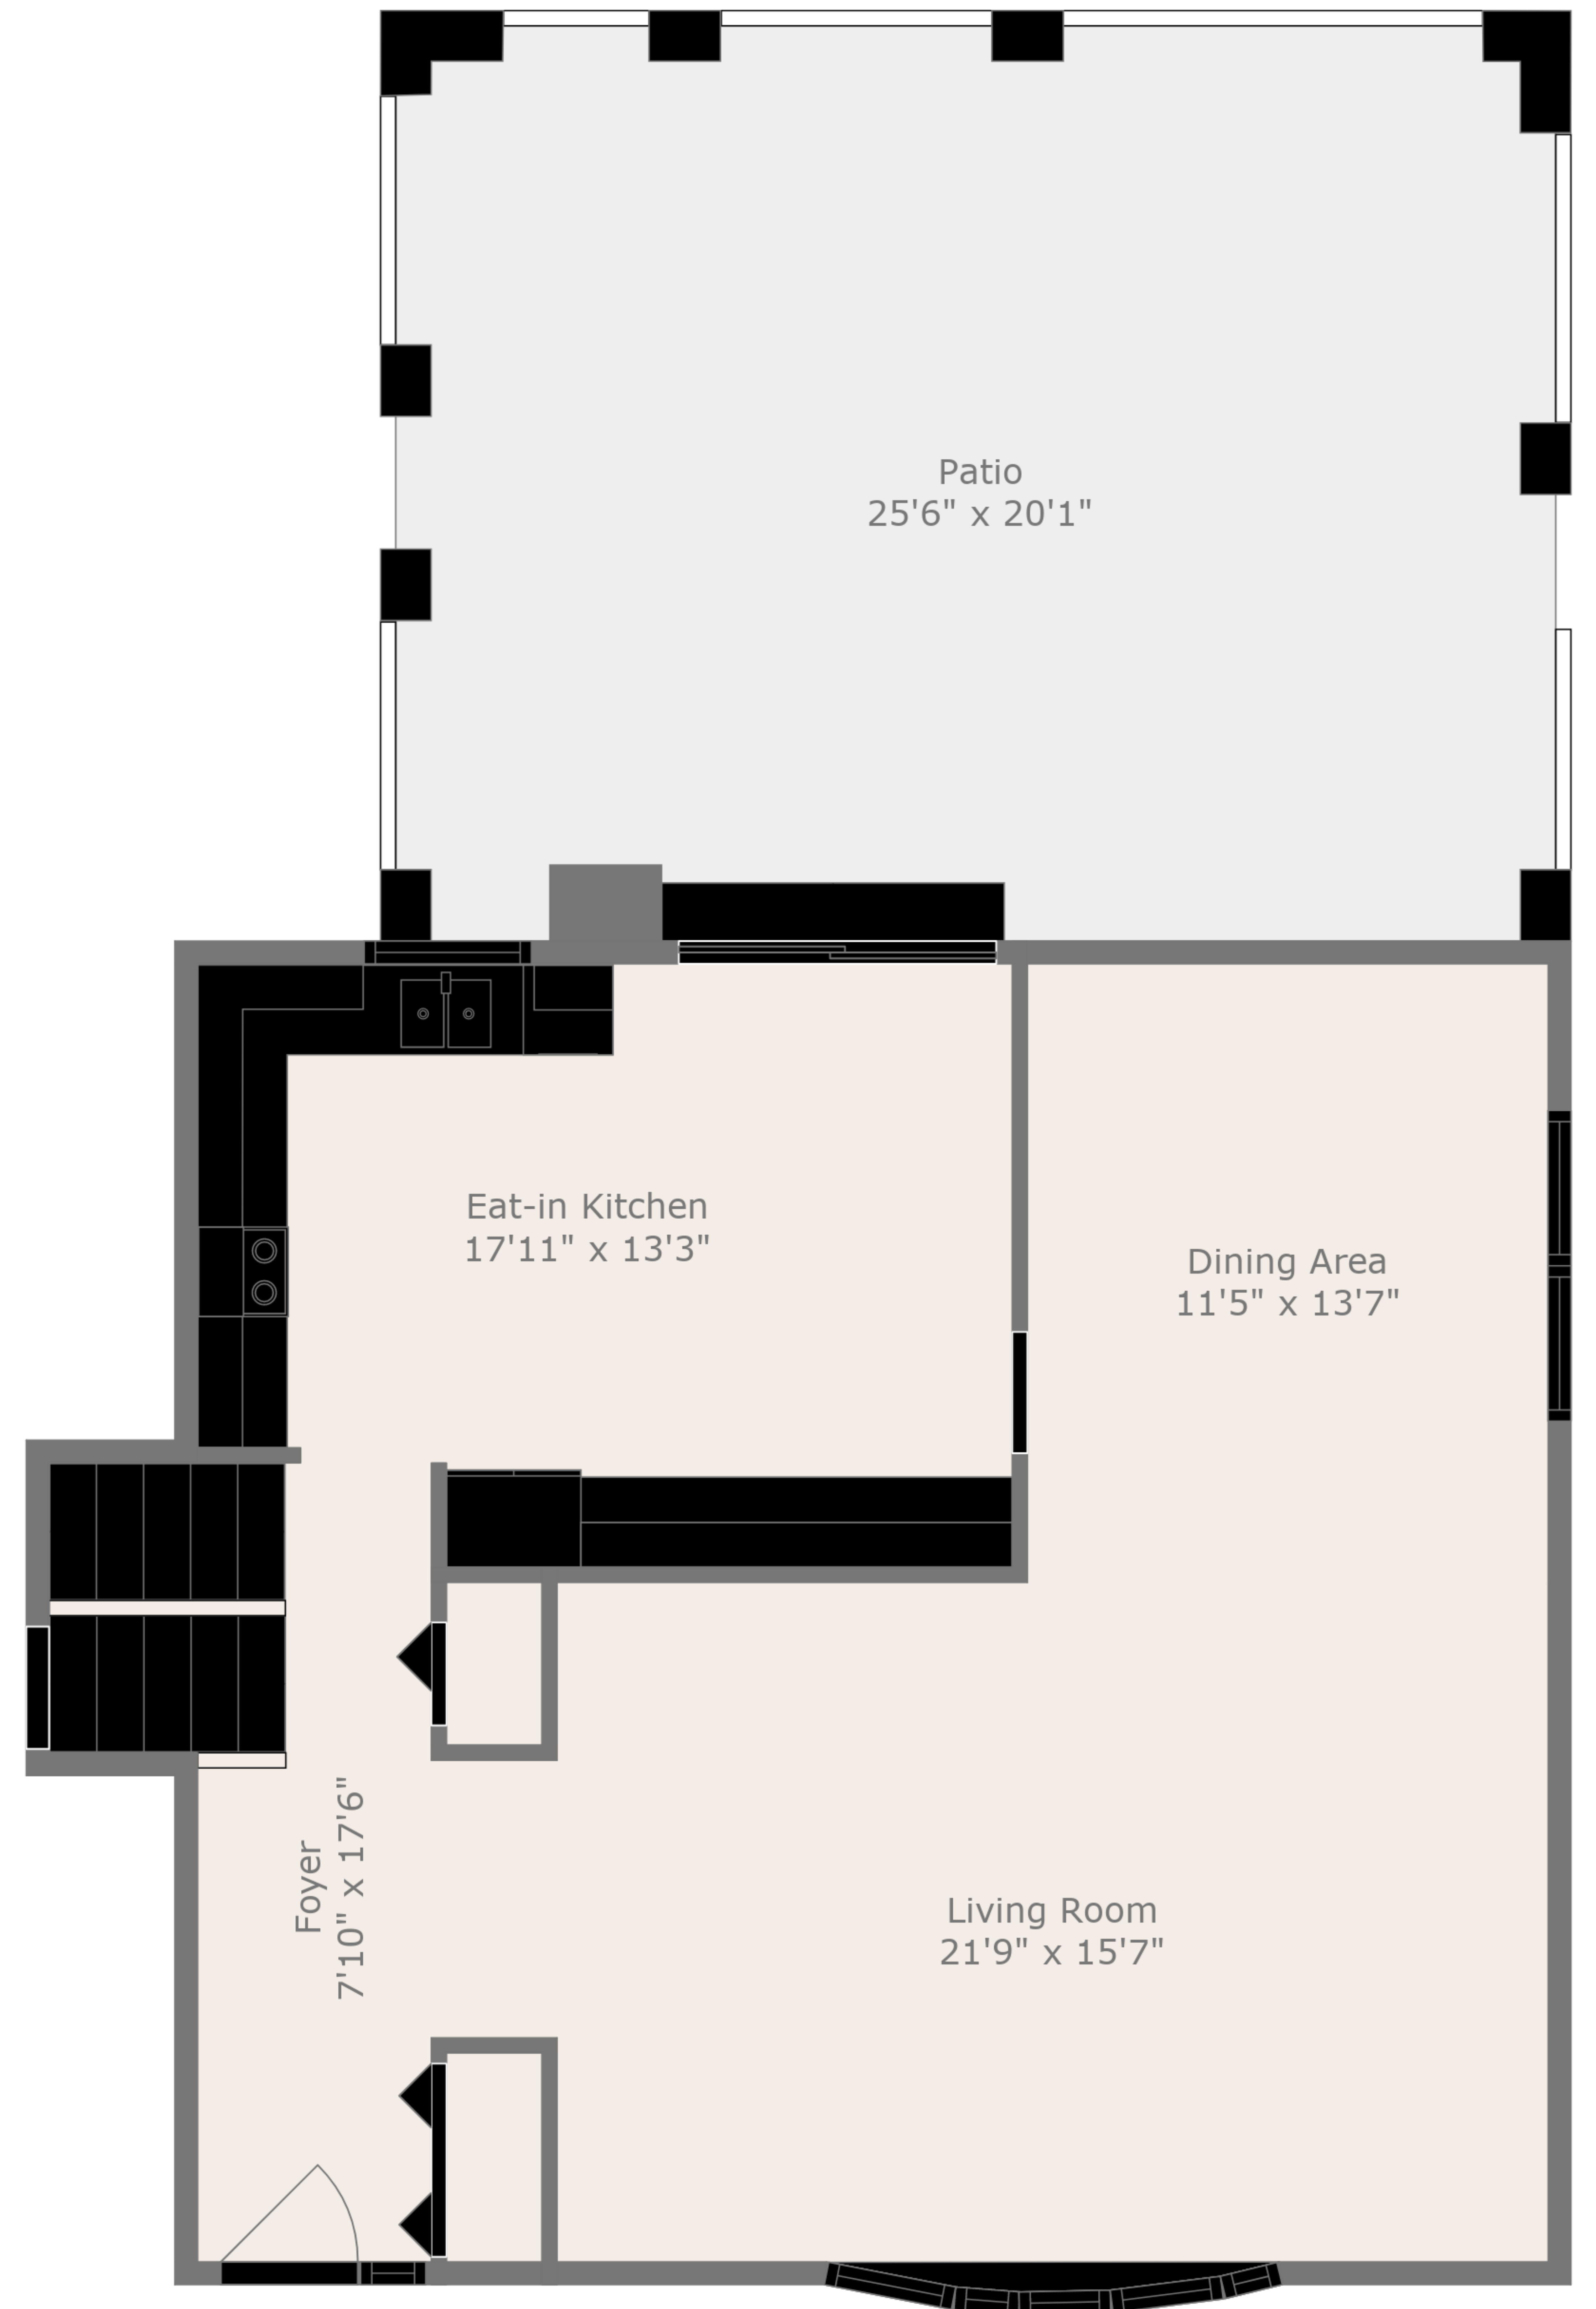 Patio
25'6" x 20'1"
Eat-in Kitchen
17'11" x 13'3"
Dining Area
11'5" x 13'7"
Foyer
7'10" x 17'6"
Living Room
21'9" x 15'7"